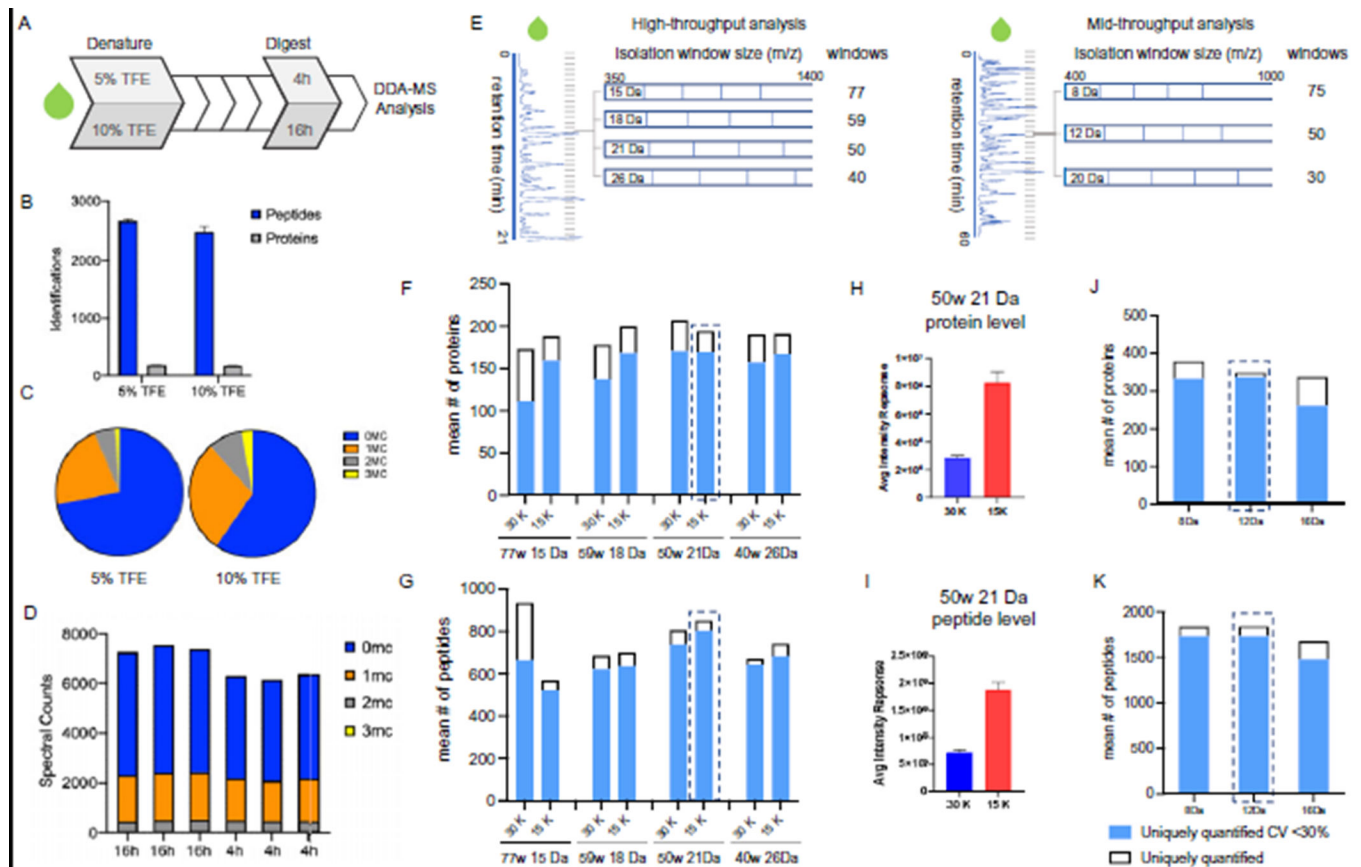 A
Denature
Digest
5% TFE
4h
10% TFE
16h
DDA-MS
Analysis
B
3000
2000
1000
0
Identifications
Peptides
Proteins
5% TFE
10% TFE
C
0MC
1MC
2MC
3MC
5% TFE
10% TFE
D
8000
6000
4000
2000
0
Spectral Counts
0mc
1mc
2mc
3mc
16h 16h 16h 4h 4h 4h
E
High-throughput analysis
Isolation window size (m/z)
windows
350
1400
0
retention time (min)
21
15 Da
77
18 Da
59
21 Da
50
26 Da
40
Mid-throughput analysis
Isolation window size (m/z)
windows
400
1000
0
retention time (min)
60
8 Da
75
12 Da
50
20 Da
30
F
250
200
150
100
50
0
mean # of proteins
30 K 15 K 30 K 15 K 30 K 15 K 30 K 15 K
77w 15 Da 59w 18 Da 50w 21Da 40w 26Da
G
1000
800
600
400
200
0
mean # of peptides
30 K 15 K 30 K 15 K 30 K 15 K 30 K 15 K
77w 15 Da 59w 18 Da 50w 21Da 40w 26Da
H
50w 21 Da
protein level
Avg Intensity Repsonse
30 K 15K
I
50w 21 Da
peptide level
Avg Intensity Repsonse
30 K 15 K
J
500
400
300
200
100
0
mean # of proteins
8Da 12Da 16Da
K
2000
1500
1000
500
0
mean # of peptides
8Da 12Da 16Da
Uniquely quantified CV <30%
Uniquely quantified